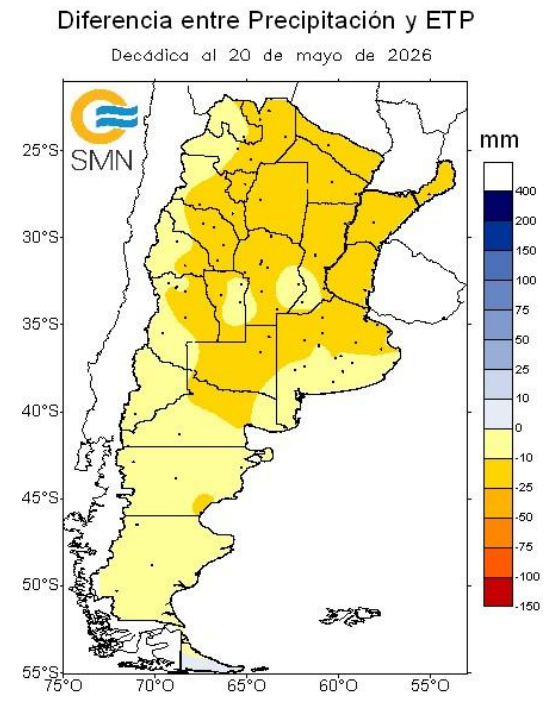 Diferencia entre Precipitación y ETP
Decádica al 20 de mayo de 2026
SMN
mm
25°S
30°S
35°S
40°S
45°S
50°S
55°S
75°O
70°O
65°O
60°O
55°O
400
200
150
100
75
50
25
10
0
-10
-25
-50
-75
-100
-150